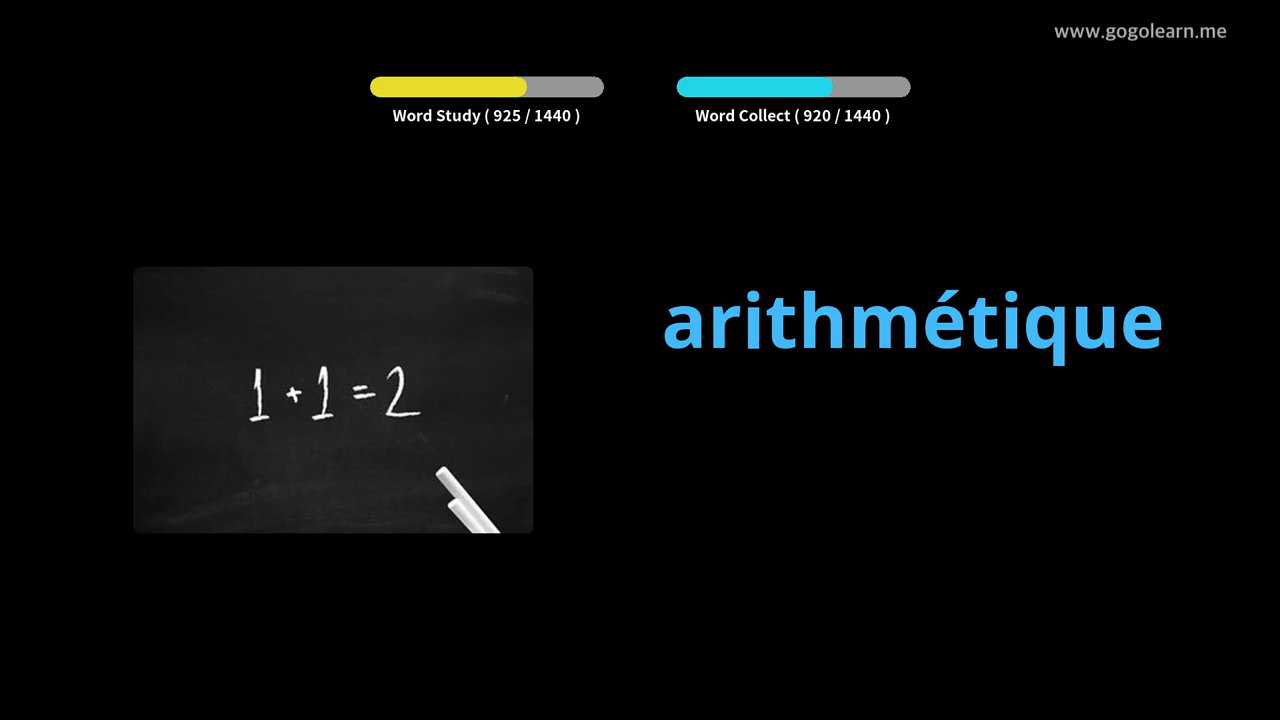 www.gogolearn.me
Word Study ( 925 / 1440 )
Word Collect ( 920 / 1440 )
arithmétique
1 + 1 = 2